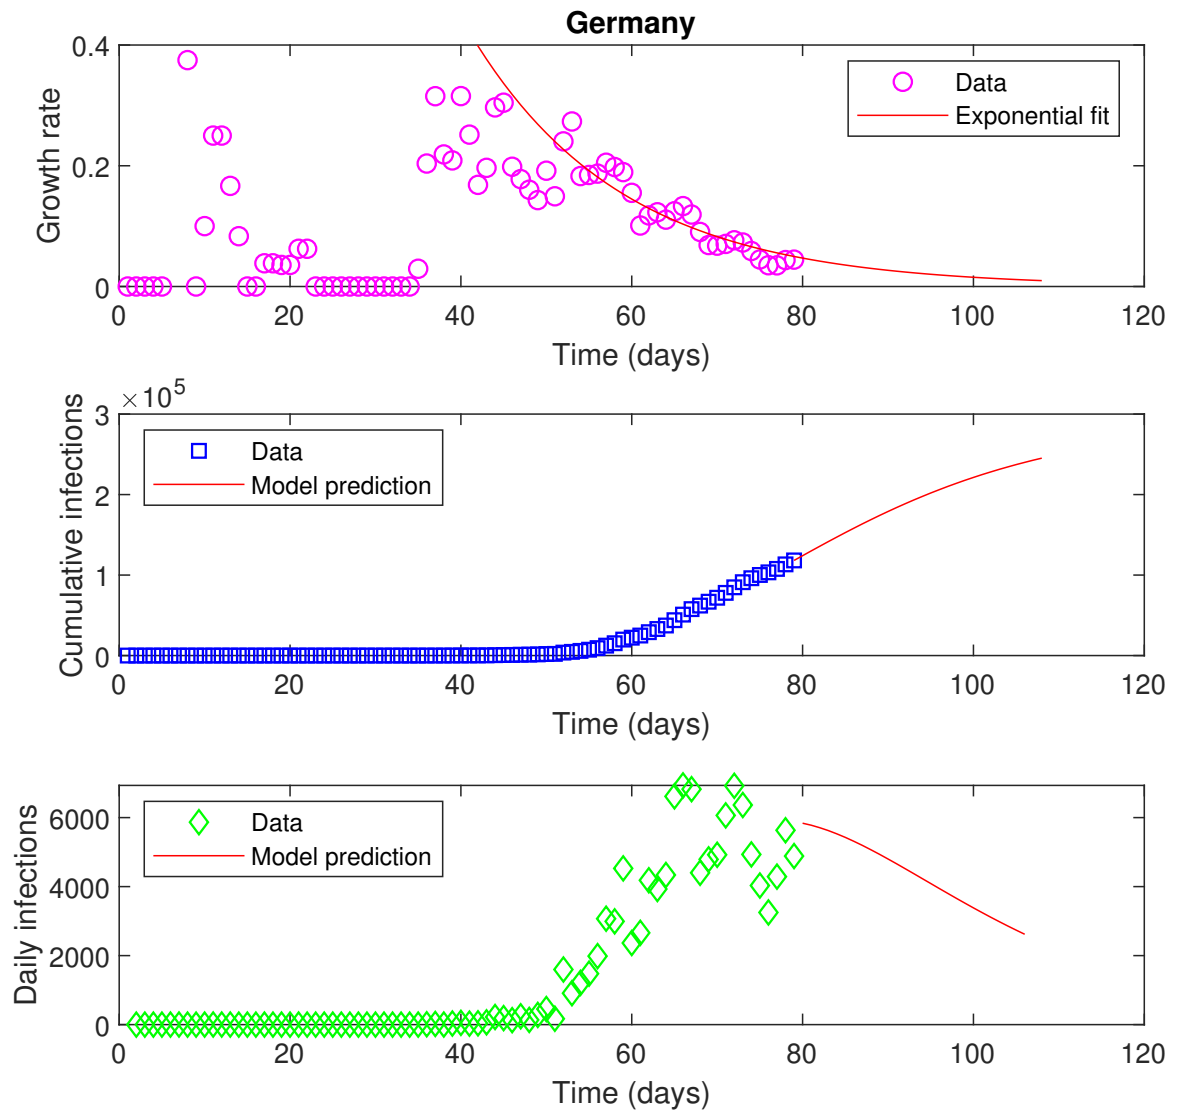 Germany
0.4
0.2
0
Growth rate
Data
Exponential fit
0 20 40 60 80 100 120
Time (days)
×10^5
3
2
1
0
Cumulative infections
Data
Model prediction
0 20 40 60 80 100 120
Time (days)
6000
4000
2000
0
Daily infections
Data
Model prediction
0 20 40 60 80 100 120
Time (days)